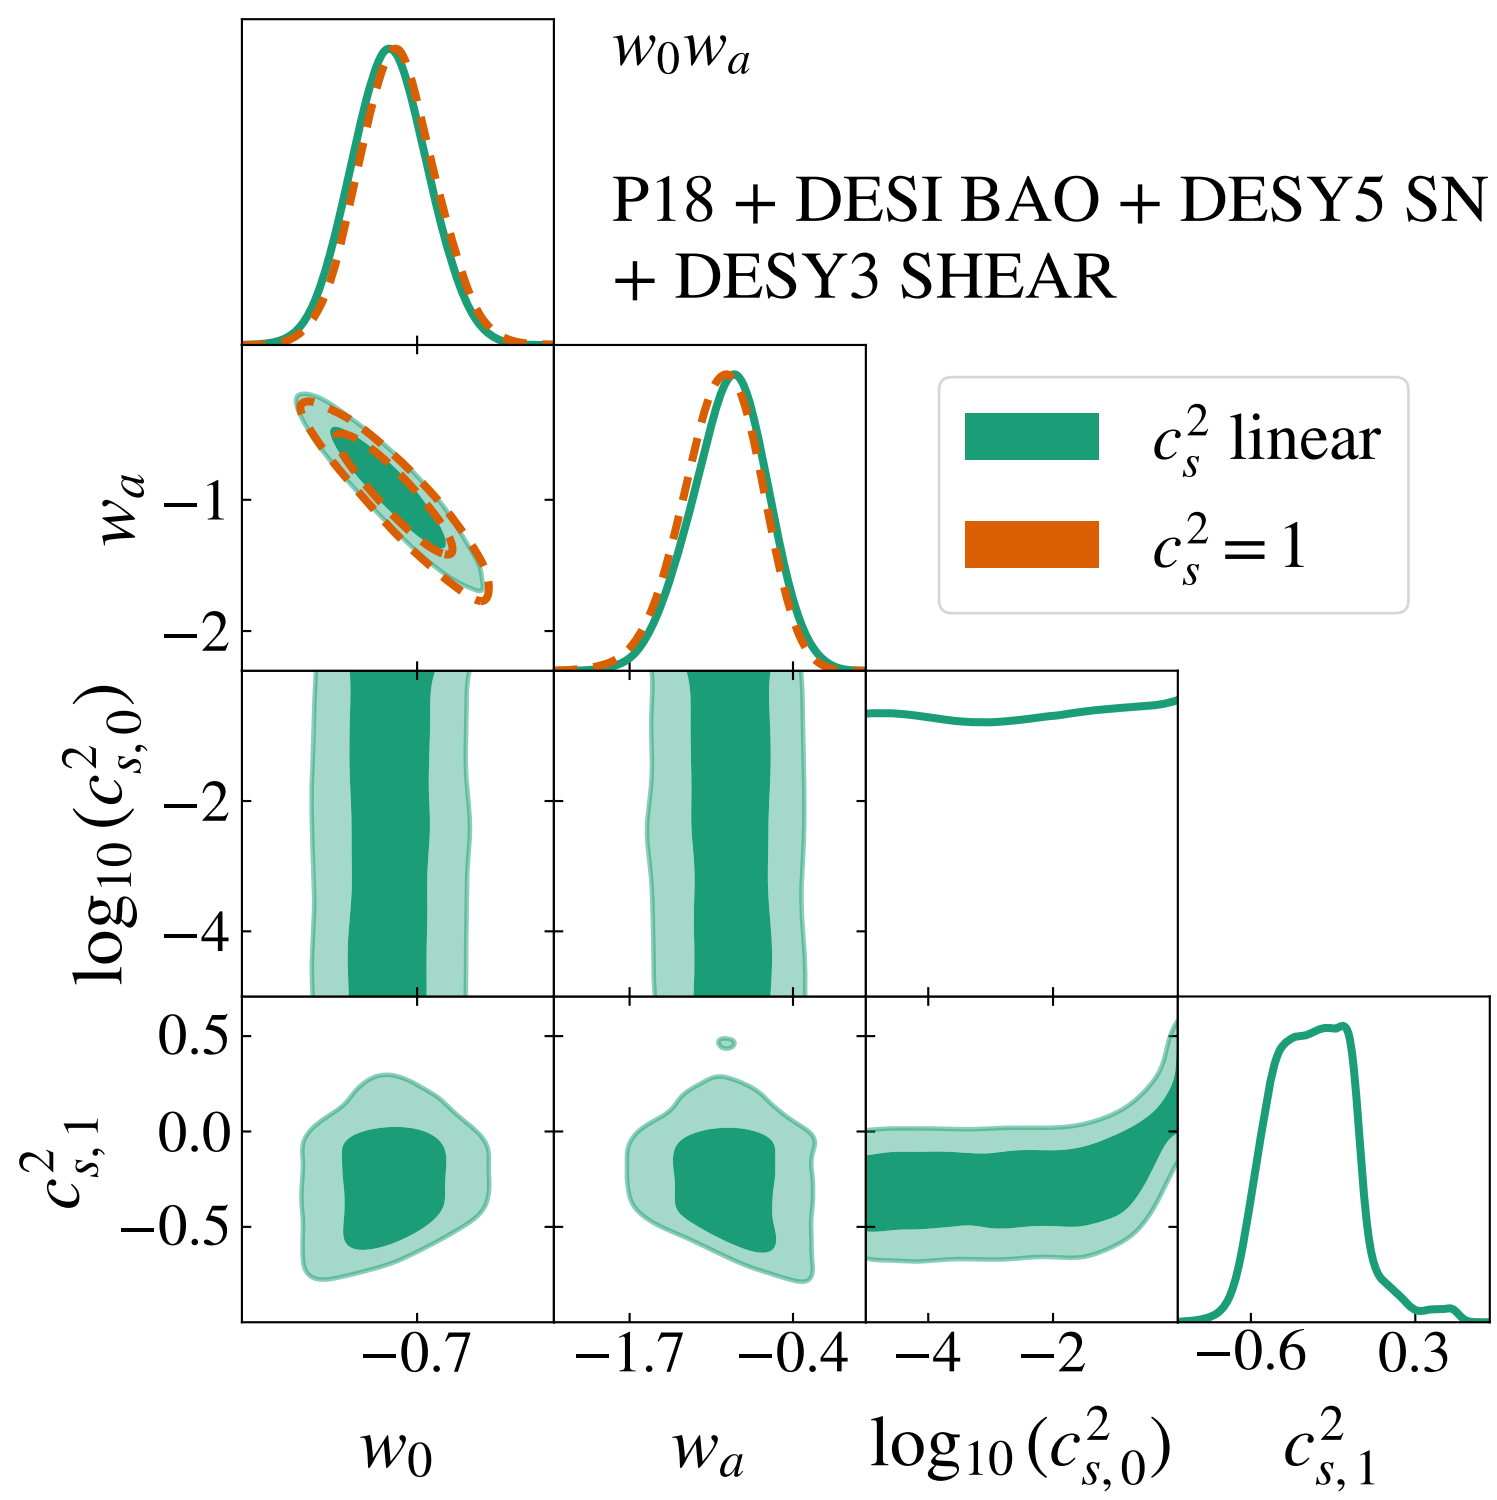 w₀wₐ
P18 + DESI BAO + DESY5 SN
+ DESY3 SHEAR
c_s^2 linear
c_s^2 = 1
wₐ
−1
−2
log₁₀(c_{s,0}^2)
−2
−4
c_{s,1}^2
0.5
0.0
−0.5
−0.7
−1.7
−0.4
−4
−2
−0.6
0.3
w₀
wₐ
log₁₀(c_{s,0}^2)
c_{s,1}^2